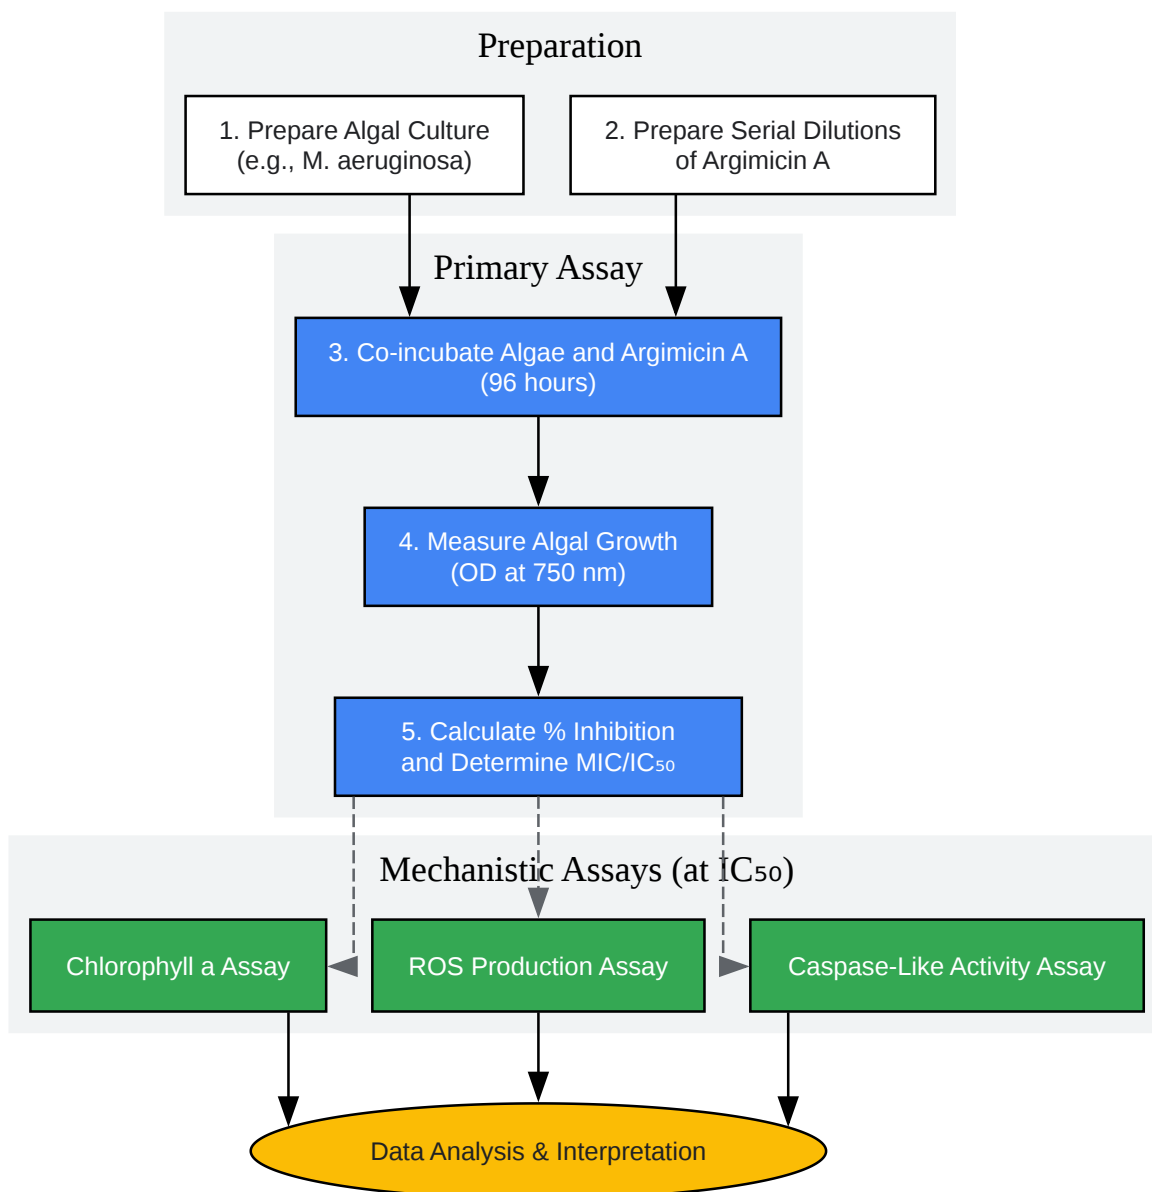 Preparation
1. Prepare Algal Culture
(e.g., M. aeruginosa)
2. Prepare Serial Dilutions
of Argimicin A
Primary Assay
3. Co-incubate Algae and Argimicin A
(96 hours)
4. Measure Algal Growth
(OD at 750 nm)
5. Calculate % Inhibition
and Determine MIC/IC₅₀
Mechanistic Assays (at IC₅₀)
Chlorophyll a Assay
ROS Production Assay
Caspase-Like Activity Assay
Data Analysis & Interpretation